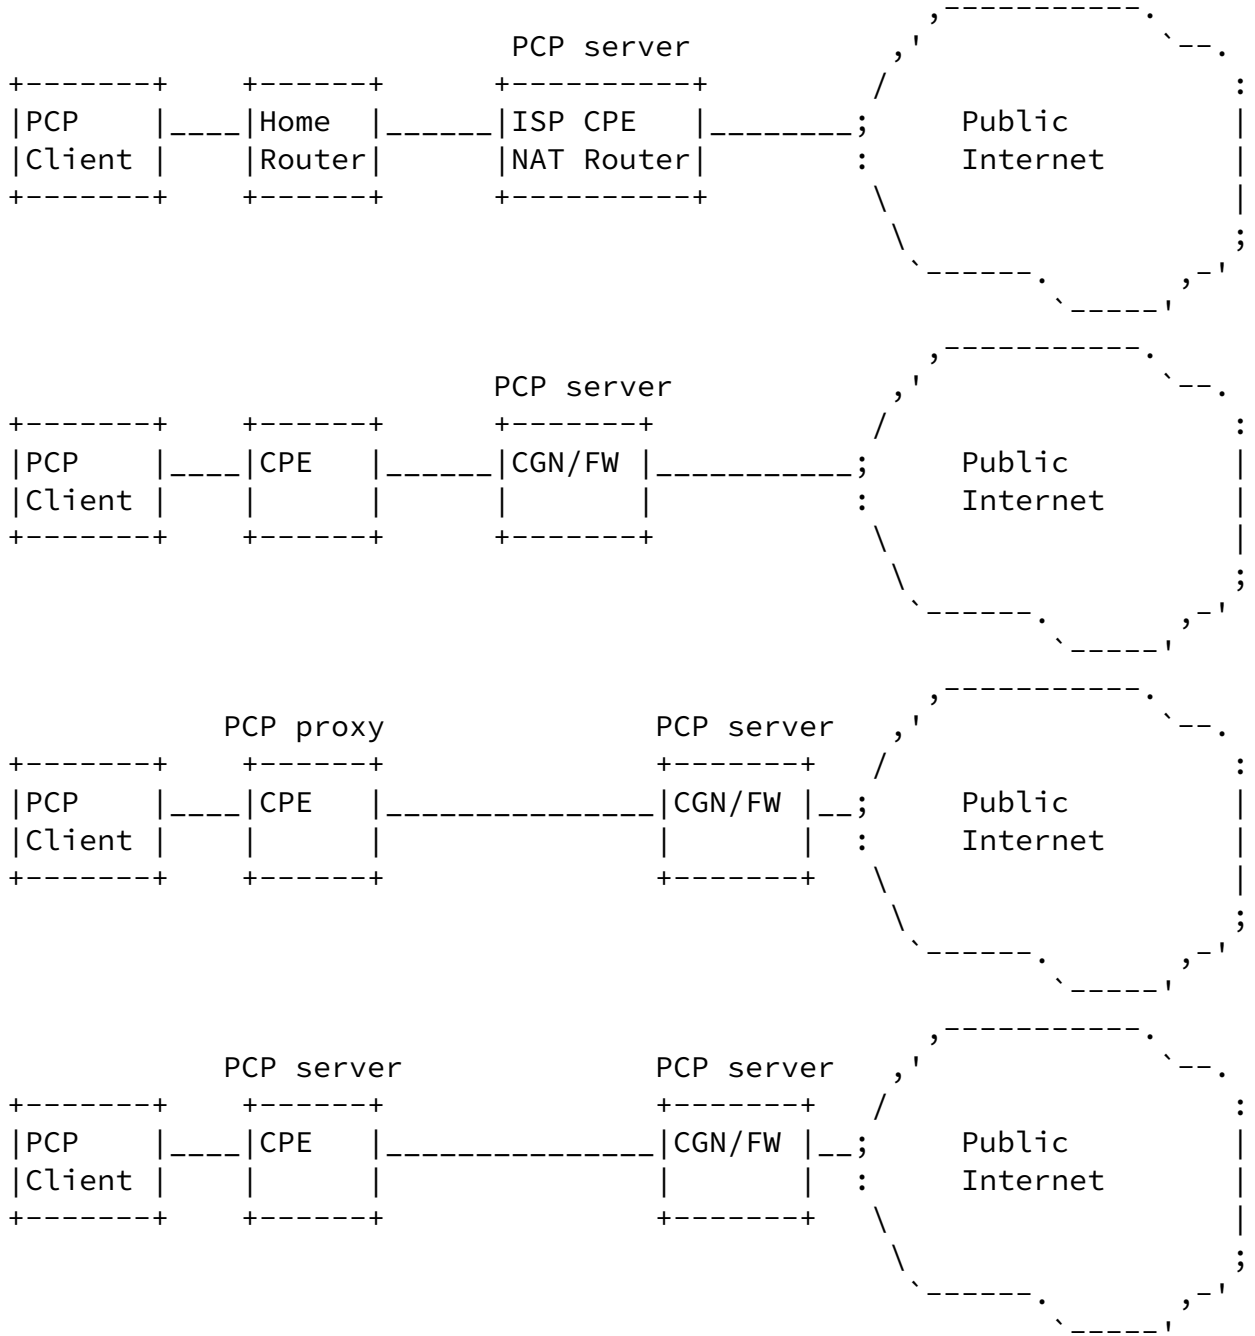 PCP server
PCP Home ISP CPE Public
Client Router NAT Router Internet
PCP server
PCP CPE CGN/FW Public
Client Internet
PCP proxy PCP server
PCP CPE CGN/FW Public
Client Internet
PCP server PCP server
PCP CPE CGN/FW Public
Client Internet